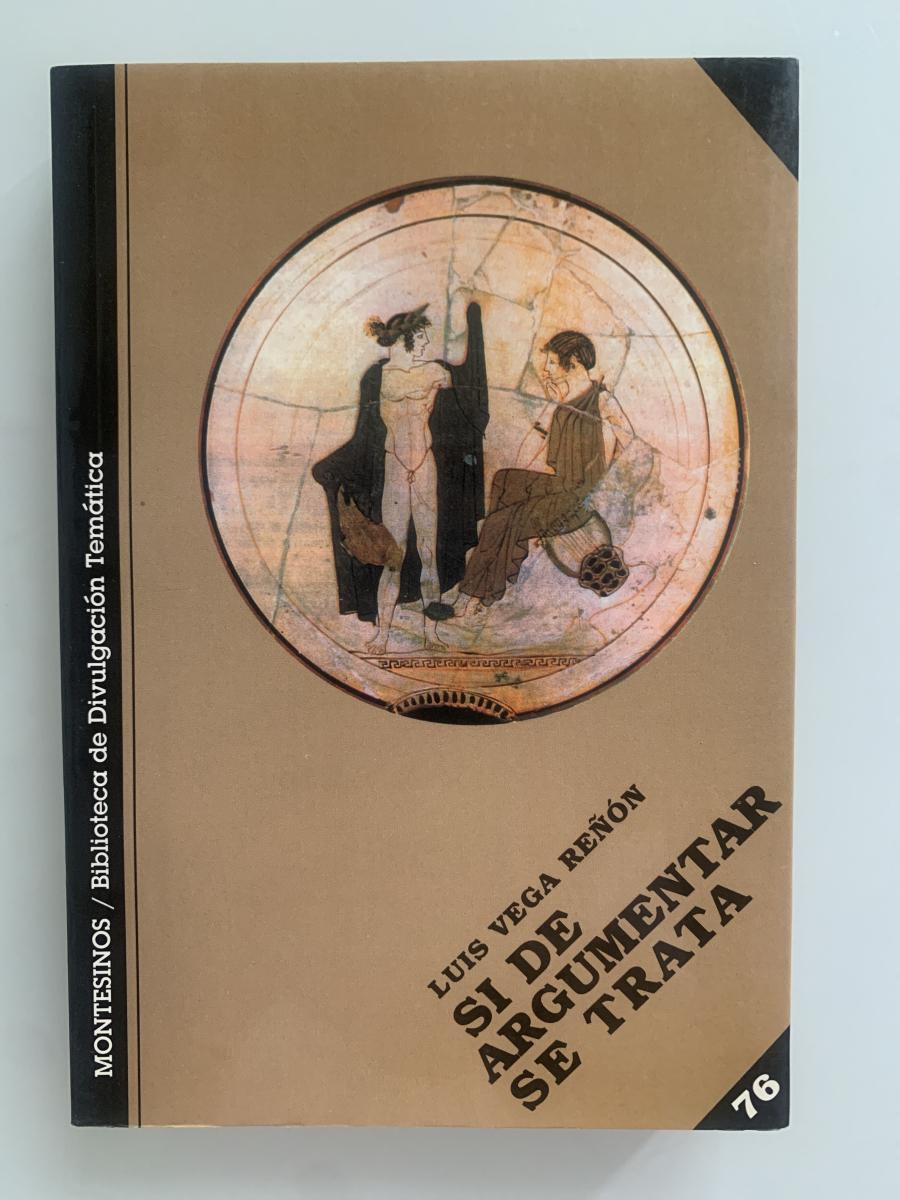 MONTESINOS / Biblioteca de Divulgación Temática
LUIS VEGA REÑÓN
SI DE
ARGUMENTAR
SE TRATA
76